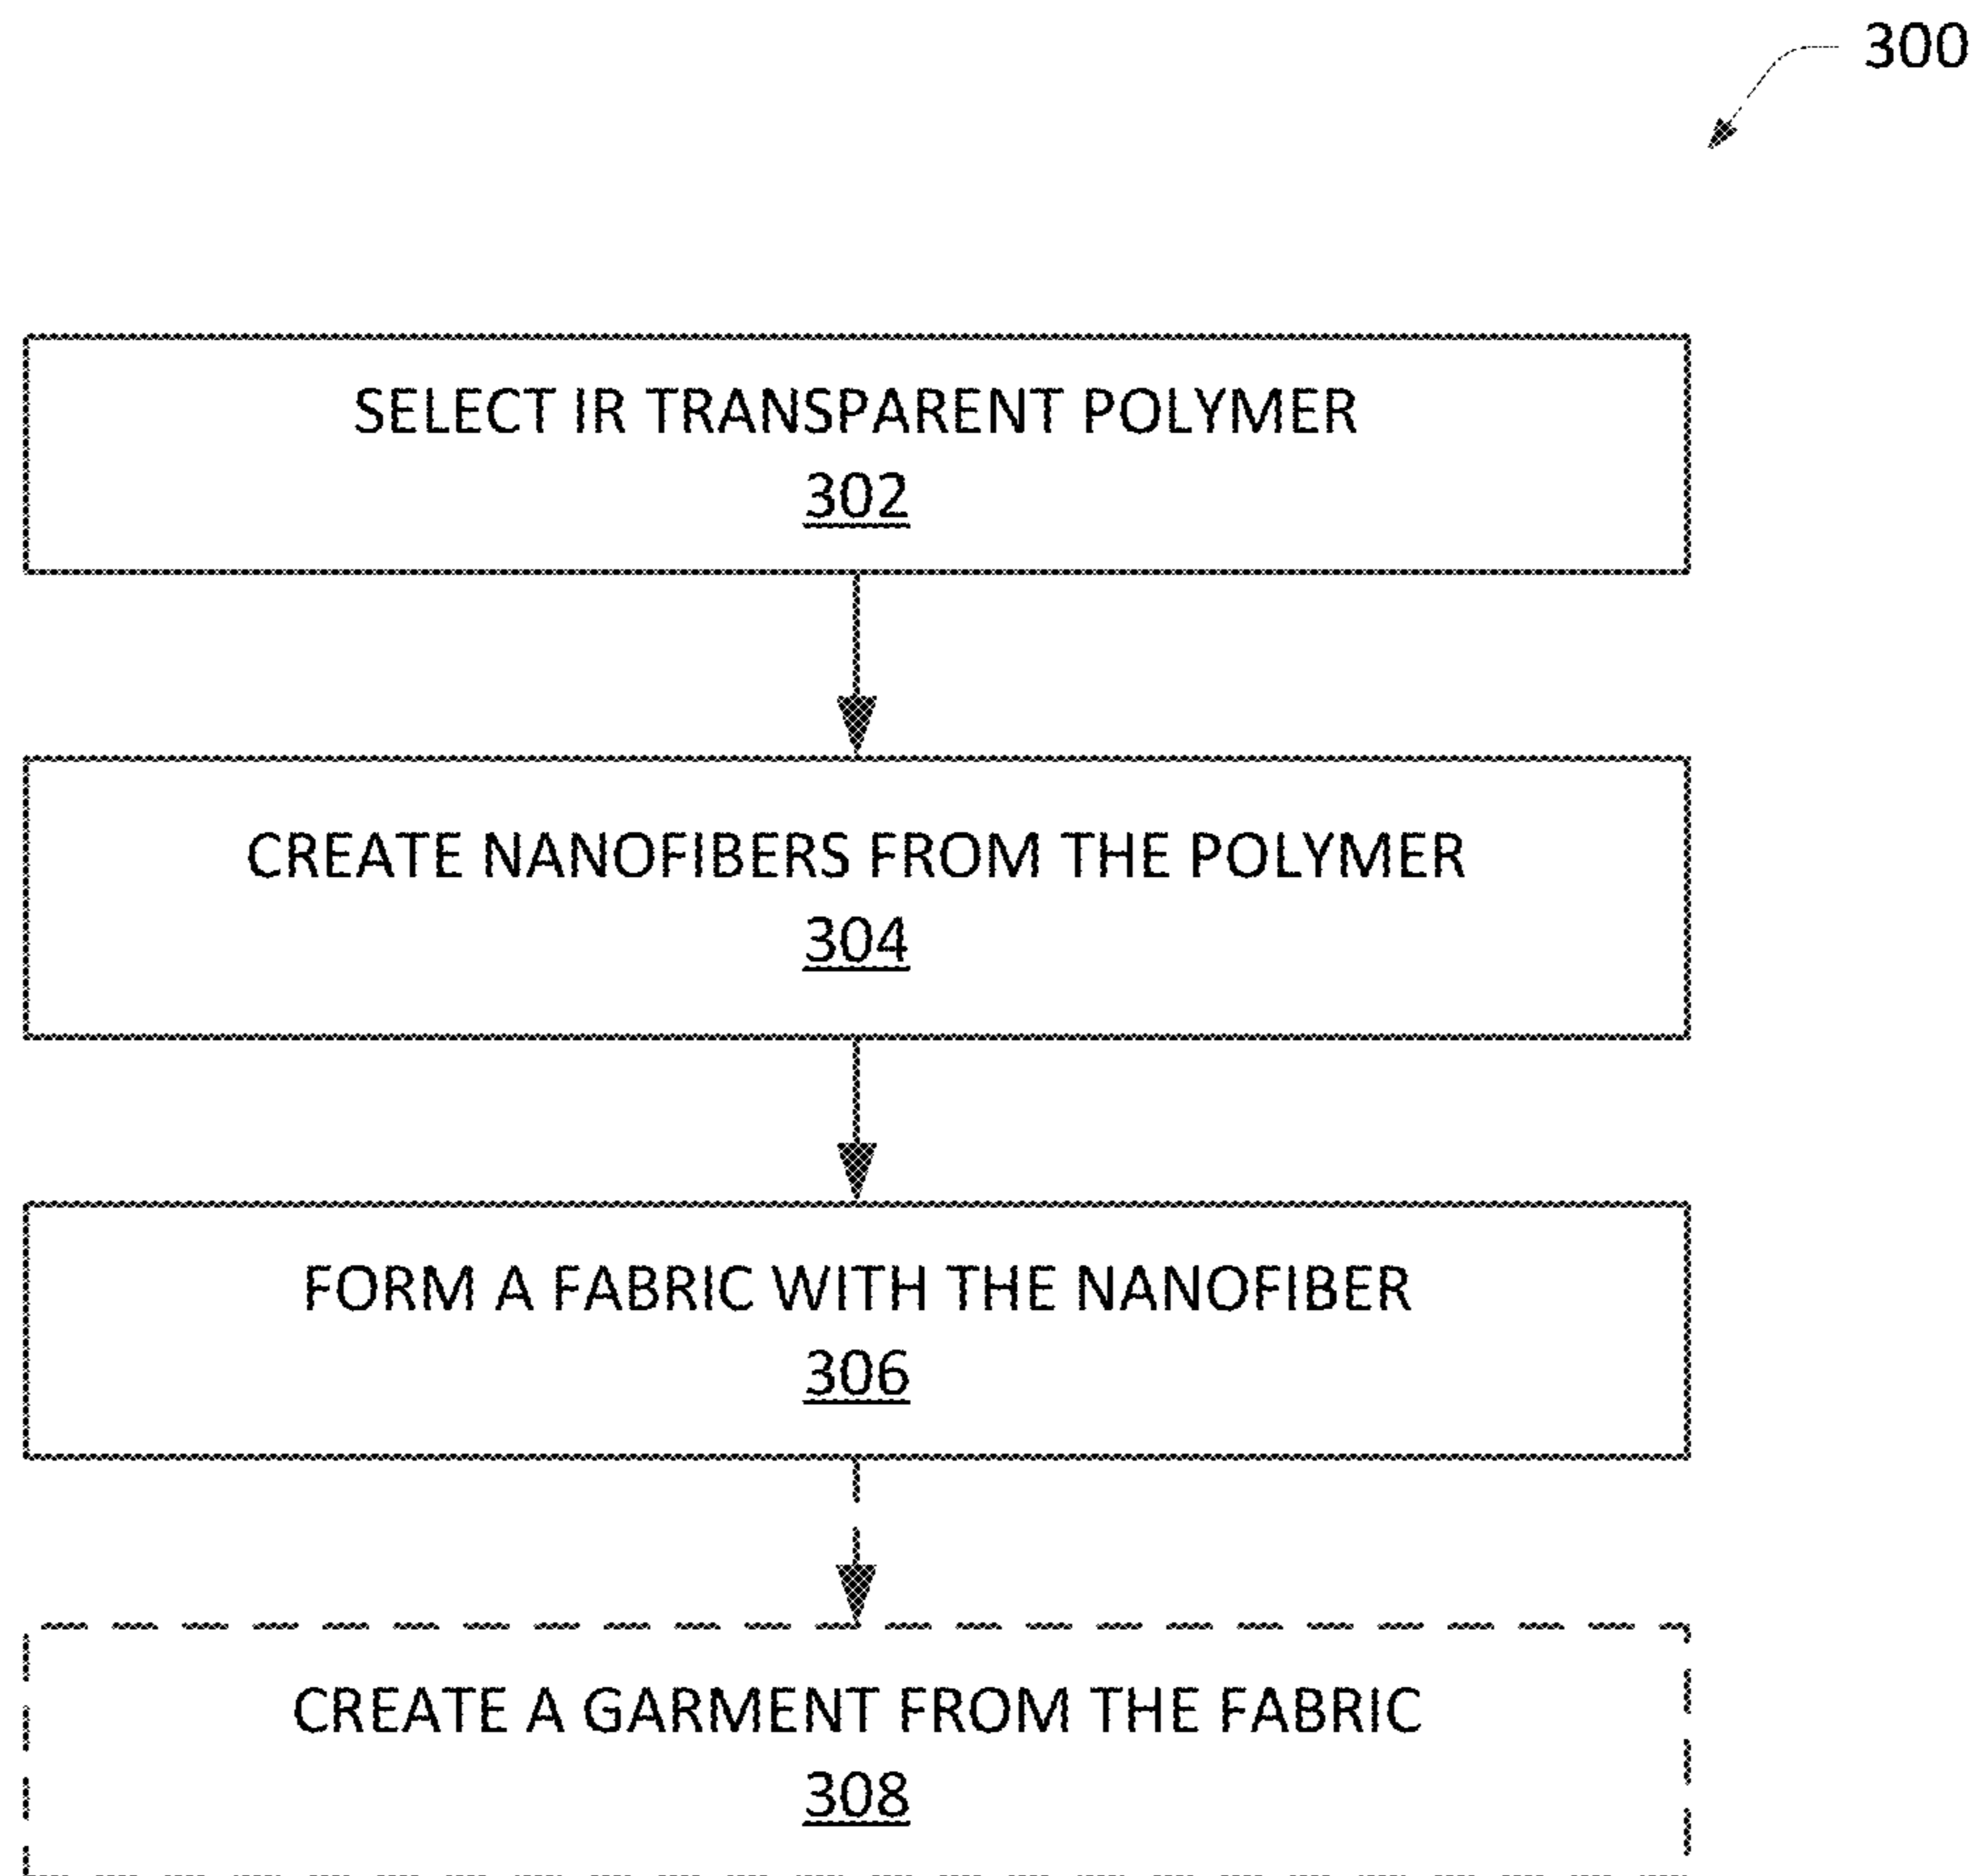 300
SELECT IR TRANSPARENT POLYMER
302
CREATE NANOFIBERS FROM THE POLYMER
304
FORM A FABRIC WITH THE NANOFIBER
306
CREATE A GARMENT FROM THE FABRIC
308